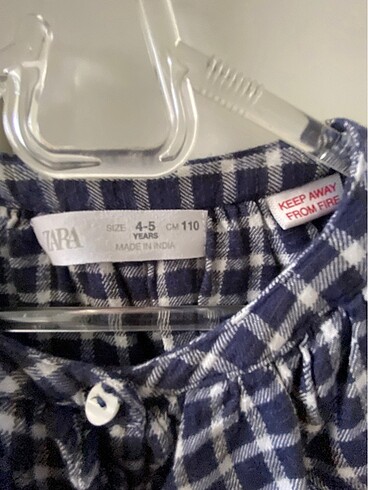 ZARA
SIZE 4-5 CM 110
YEARS
MADE IN INDIA
KEEP AWAY
FROM FIRE